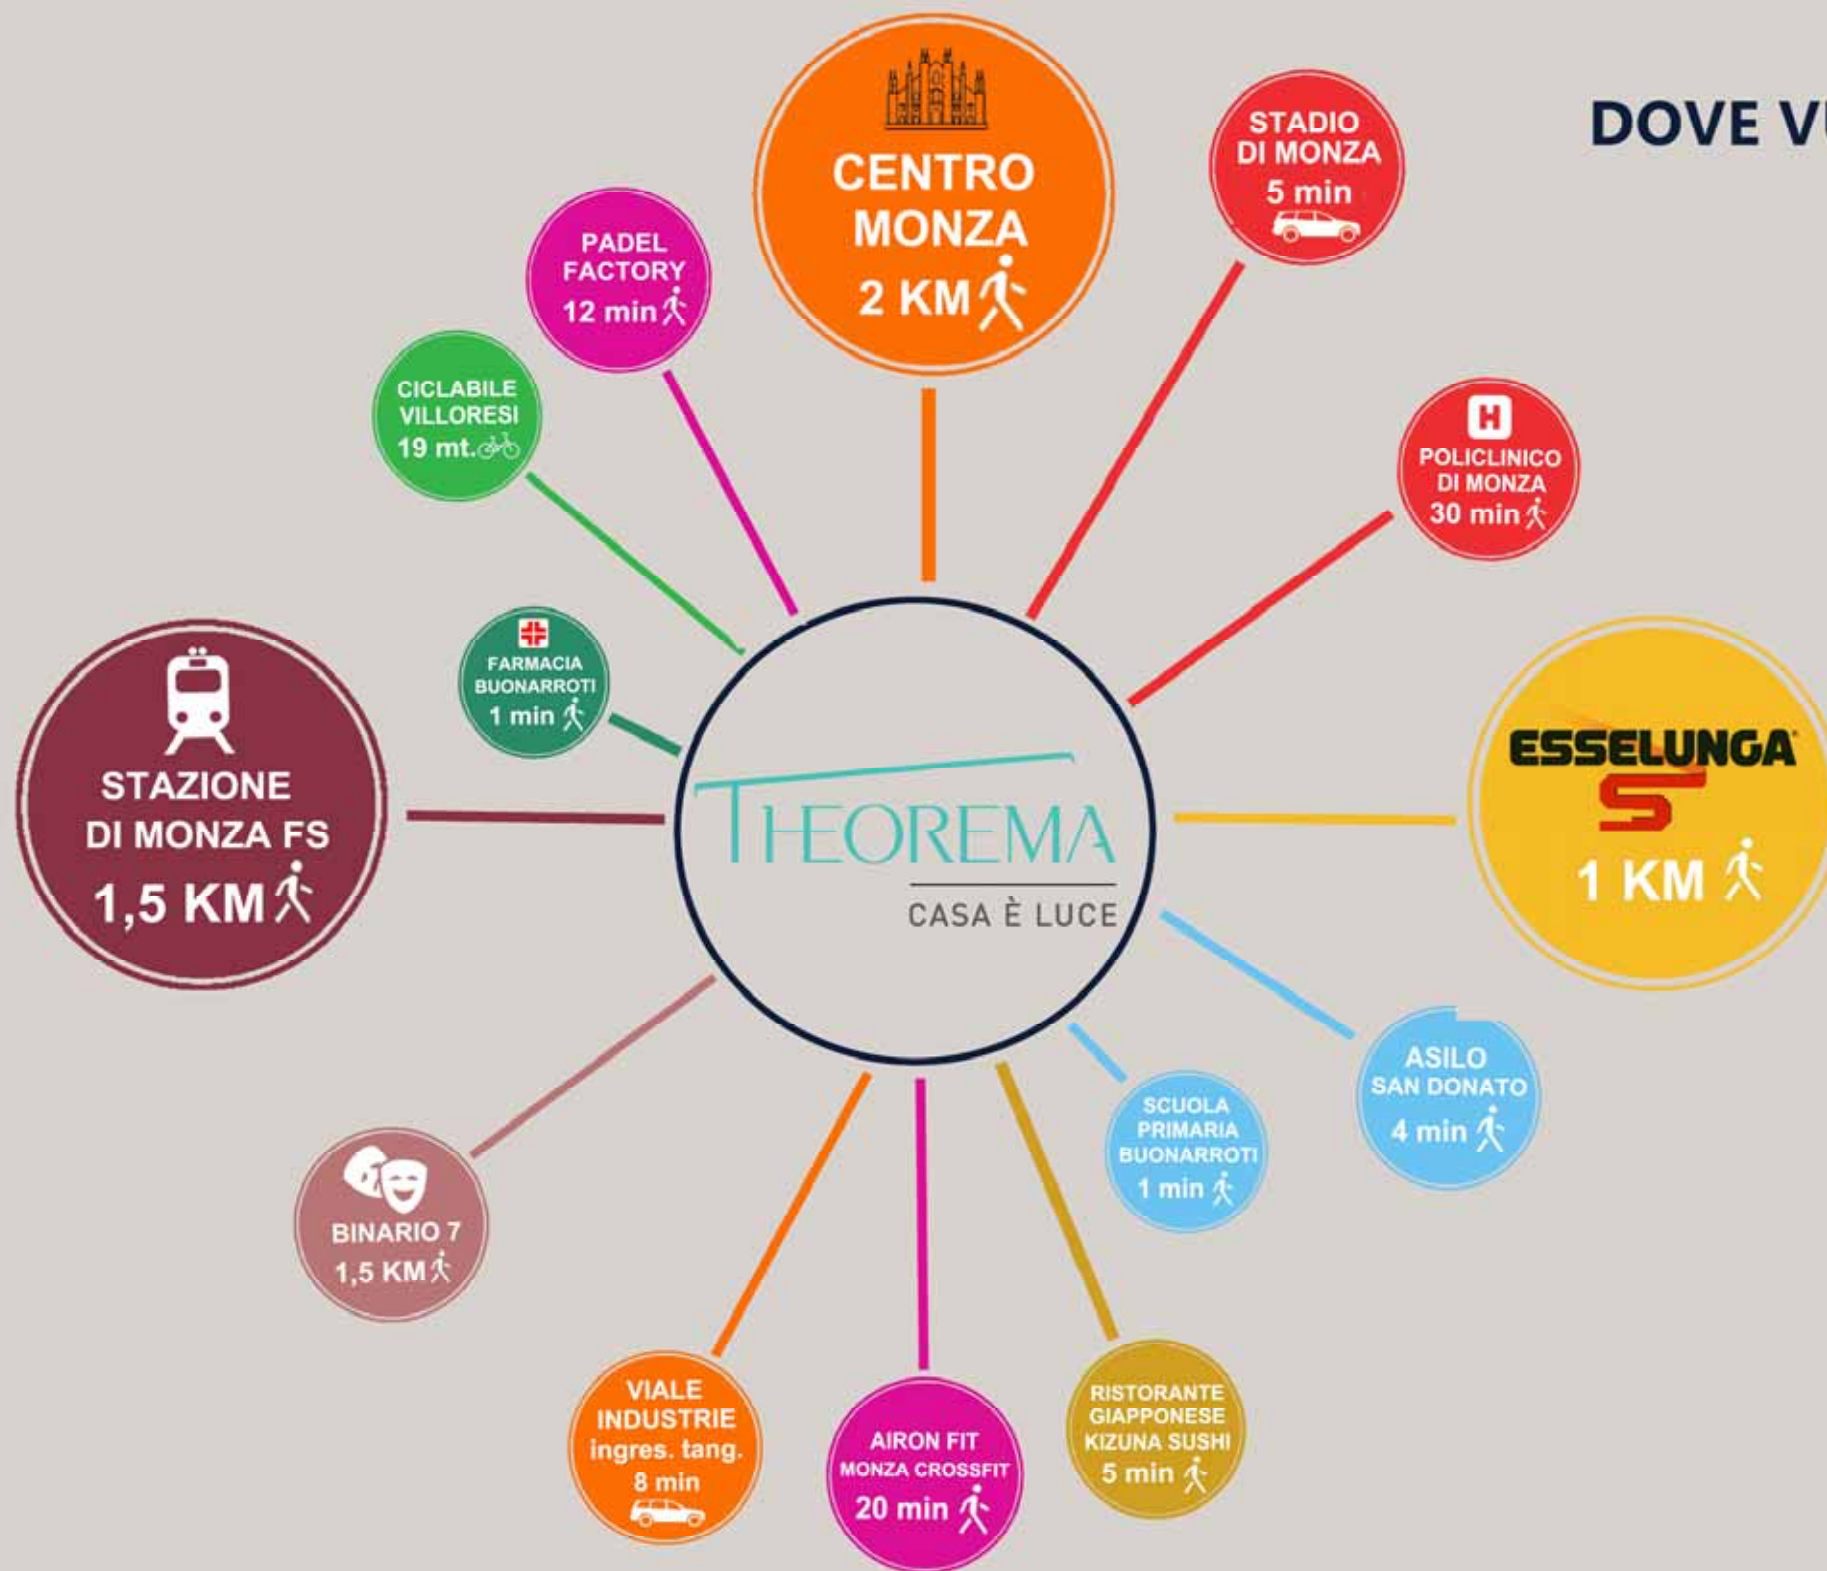 CENTRO
MONZA
2 KM
STADIO
DI MONZA
5 min
DOVE
PADEL
FACTORY
12 min
CICLABILE
VILLORESI
19 mt.
H
POLICLINICO
DI MONZA
30 min
FARMACIA
BUONARROTI
1 min
STAZIONE
DI MONZA FS
1,5 KM
THEOREMA
CASA È LUCE
ESSELUNGA
S
1 KM
ASILO
SAN DONATO
4 min
SCUOLA
PRIMARIA
BUONARROTI
1 min
BINARIO 7
1,5 KM
VIALE
INDUSTRIE
ingres. tang.
8 min
AIRON FIT
MONZA CROSSFIT
20 min
RISTORANTE
GIAPPONESE
KIZUNA SUSHI
5 min